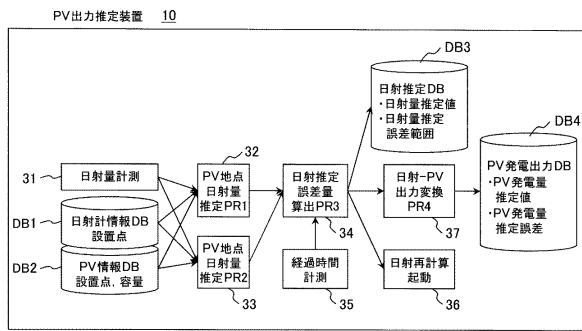 PV出力推定装置 10
DB3
日射推定DB
・日射量推定値
・日射量推定
誤差範囲
DB4
PV発電出力DB
・PV発電量
推定値
・PV発電量
推定誤差
31
日射量計測
DB1
日射計情報DB
設置点
DB2
PV情報DB
設置点，容量
32
PV地点
日射量
推定PR1
PV地点
日射量
推定PR2
33
日射推定
誤差量
算出PR3
34
経過時間
計測
35
日射-PV
出力変換
PR4
37
日射再計算
起動
36